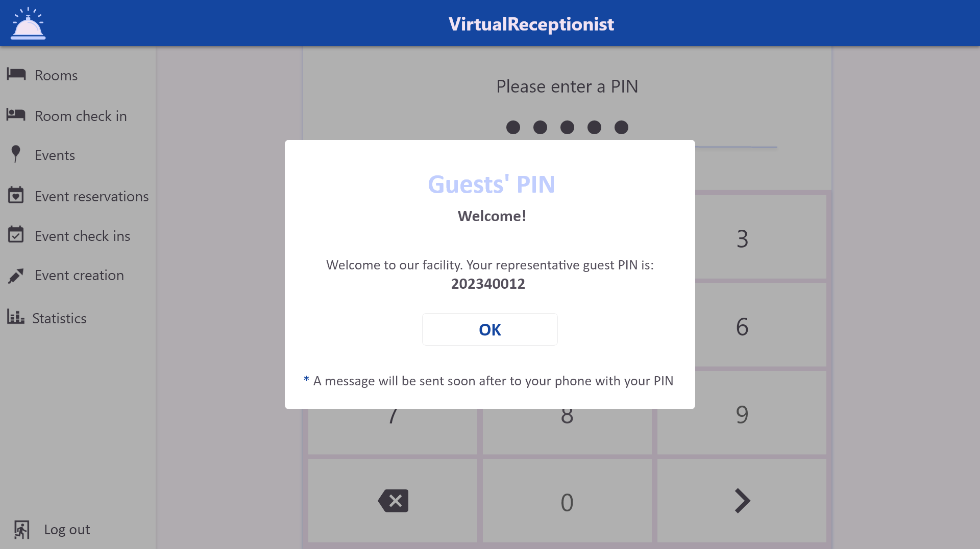 VirtualReceptionist
Rooms
Room check in
Events
Event reservations
Event check ins
Event creation
Statistics
Log out
Please enter a PIN
Guests' PIN
Welcome!
Welcome to our facility. Your representative guest PIN is:
202340012
OK
* A message will be sent soon after to your phone with your PIN
3
6
7 8 9
0